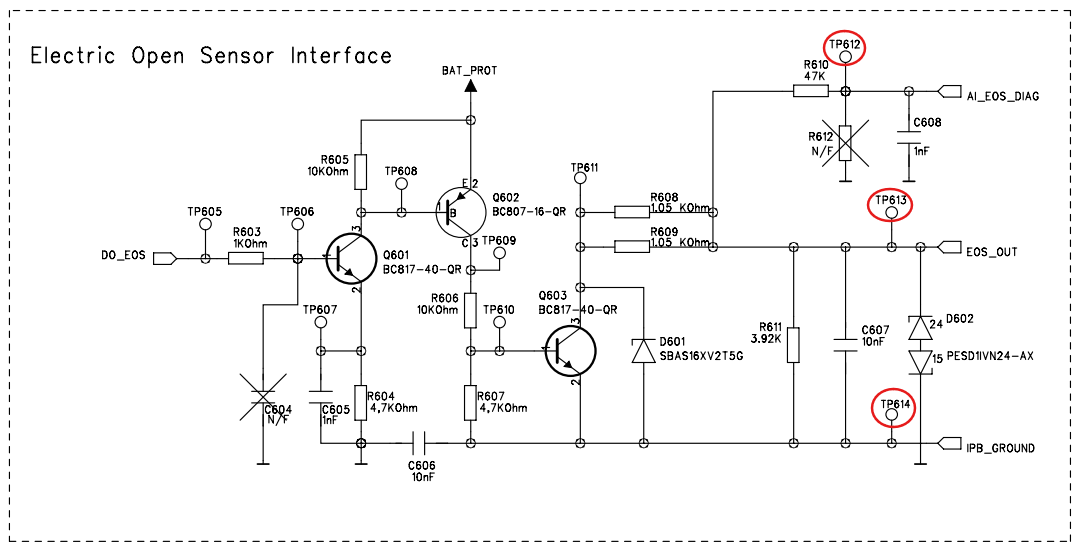 Electric Open Sensor Interface
TP612
BAT_PROT
R610
47K
AI_EOS_DIAG
R612
N/F
C608
1nF
R605
10KOhm
TP608
E
2
Q602
BC807-16-QR
1
B
C
3
TP611
R608
1.05 KOhm
TP613
TP605
TP606
R603
1KOhm
3
TP609
R609
1.05 KOhm
DO_EOS
1
Q601
BC817-40-QR
EOS_OUT
2
TP607
R606
10KOhm
TP610
Q603
BC817-40-QR
3
1
2
D601
SBAS16XV2T5G
R611
3.92K
C607
10nF
24
D602
15
PESD1IVN24-AX
C604
N/F
C605
1nF
R604
4,7KOhm
R607
4,7KOhm
TP614
C606
10nF
IPB_GROUND